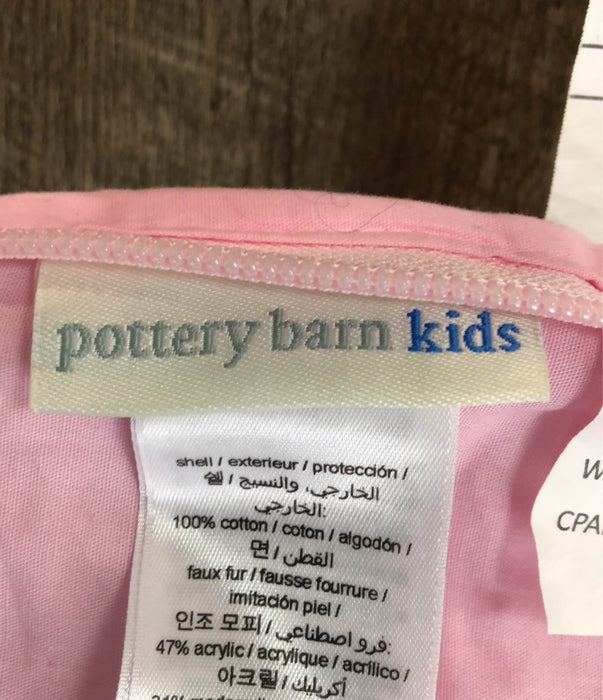 pottery barn kids
shell / exterieur / protección /
쉘 / الخارجي، والنسيج
الخارجي:
100% cotton / coton / algodón /
면 / القطن
faux fur / fausse fourrure /
imitación piel /
인조 모피 / فرو اصطناعي:
47% acrylic / acrylique / acrílico /
아크릴 / أكريليك
W
CPA